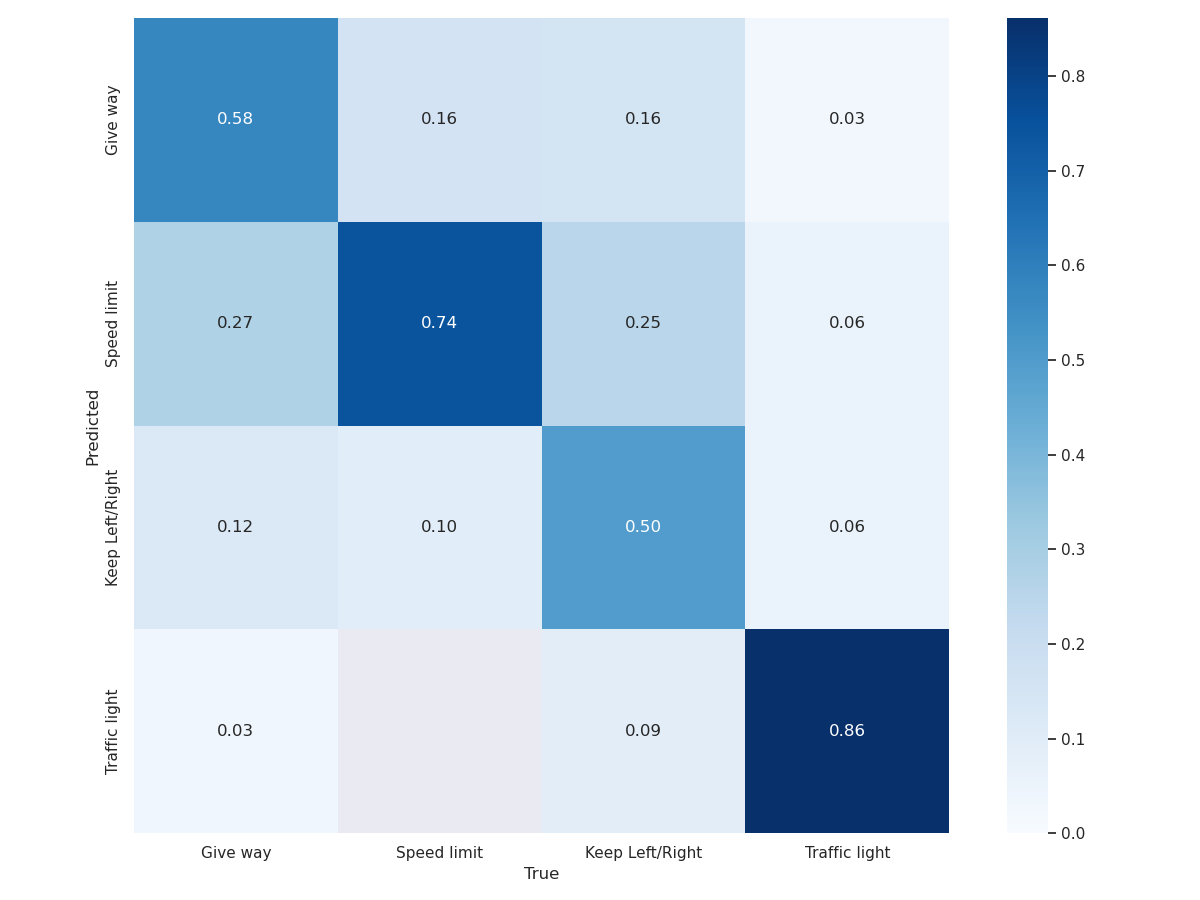 Give way
0.58 0.16 0.16 0.03
Speed limit
0.27 0.74 0.25 0.06
Predicted
Keep Left/Right
0.12 0.10 0.50 0.06
Traffic light
0.03 0.09 0.86
Give way Speed limit Keep Left/Right Traffic light
True
0.8
0.7
0.6
0.5
0.4
0.3
0.2
0.1
0.0